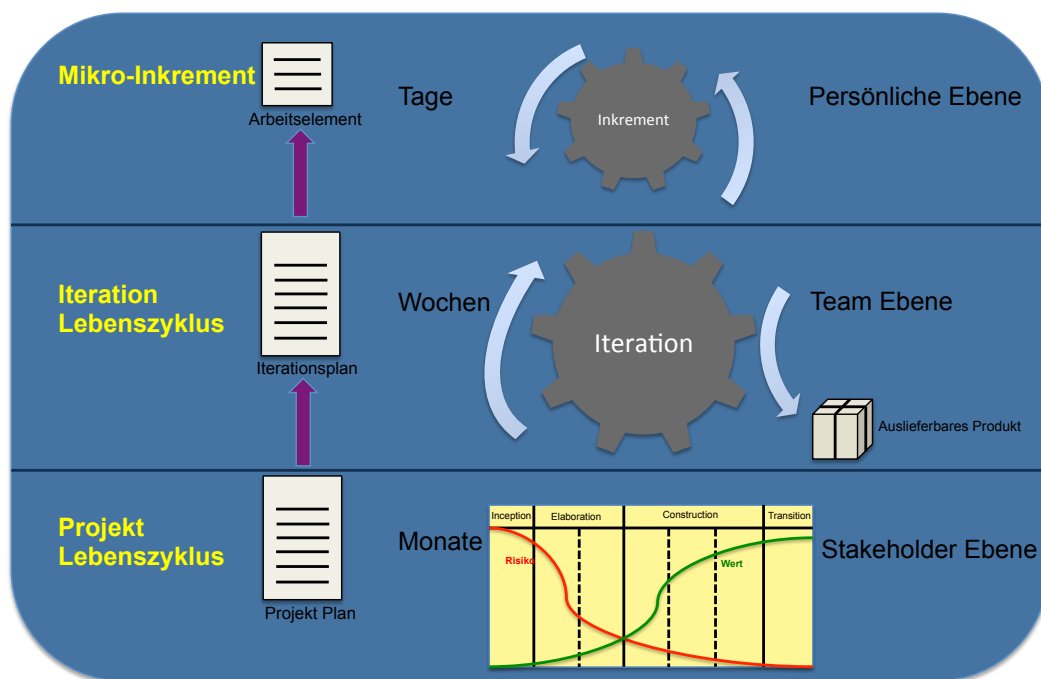 Mikro-Inkrement
Arbeitselement
Tage
Inkrement
Persönliche Ebene
Iteration
Lebenszyklus
Iterationsplan
Wochen
Iteration
Team Ebene
Auslieferbares Produkt
Projekt
Lebenszyklus
Projekt Plan
Monate
Inception Elaboration Construction Transition
Risiko
Wert
Stakeholder Ebene